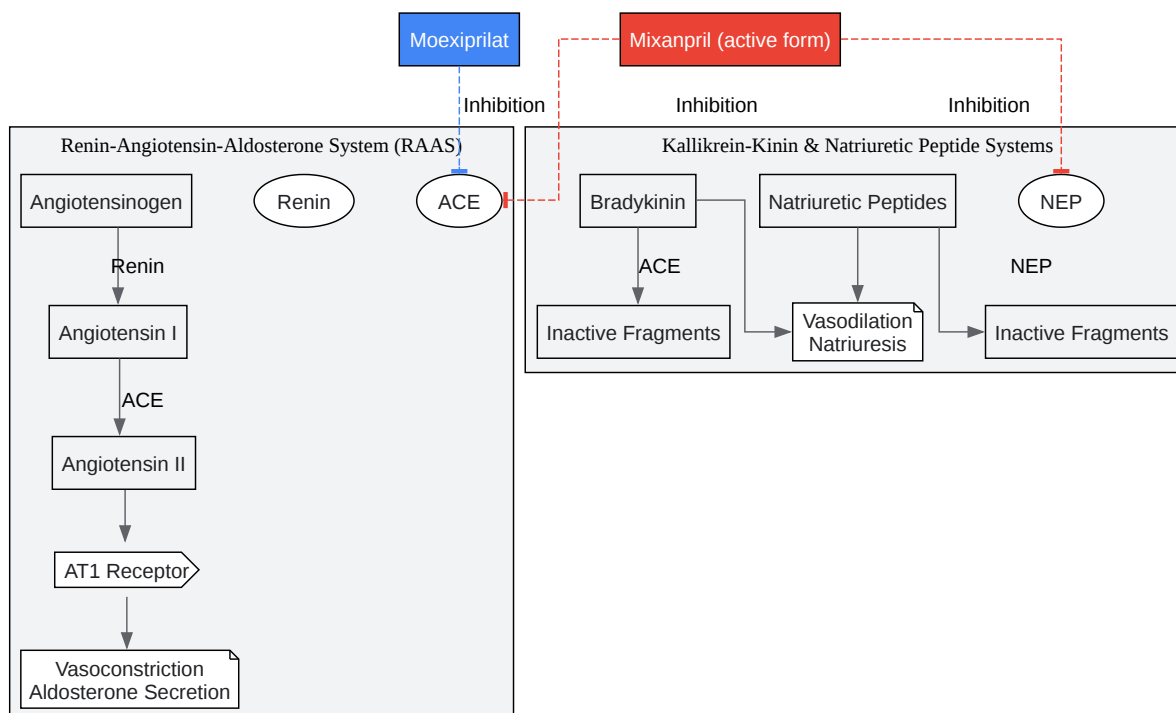 Moexiprilat
Mixanpril (active form)
Inhibition
Inhibition
Inhibition
Renin-Angiotensin-Aldosterone System (RAAS)
Angiotensinogen
Renin
ACE
Renin
Angiotensin I
ACE
Angiotensin II
AT1 Receptor
Vasoconstriction
Aldosterone Secretion
Kallikrein-Kinin & Natriuretic Peptide Systems
Bradykinin
Natriuretic Peptides
NEP
ACE
NEP
Inactive Fragments
Vasodilation
Natriuresis
Inactive Fragments